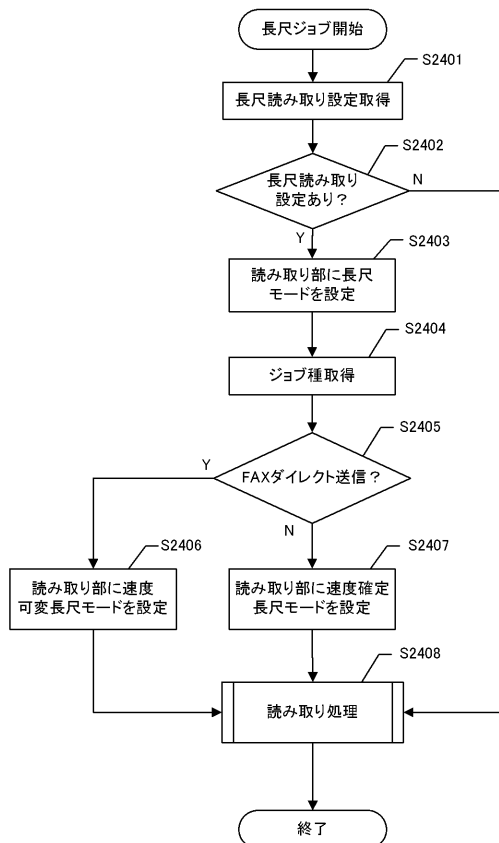 長尺ジョブ開始
S2401
長尺読み取り設定取得
S2402
長尺読み取り
設定あり？
N
Y
S2403
読み取り部に長尺
モードを設定
S2404
ジョブ種取得
S2405
FAXダイレクト送信？
Y
N
S2406
読み取り部に速度
可変長尺モードを設定
S2407
読み取り部に速度確定
長尺モードを設定
S2408
読み取り処理
終了